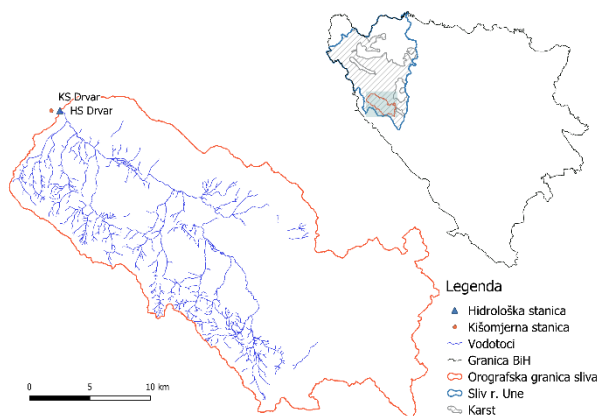 KS Drvar
HS Drvar
Legenda
Hidrološka stanica
Kišomjerna stanica
Vodotoci
Granica BiH
Orografska granica sliva
Sliv r. Une
Karst
0 5 10 km